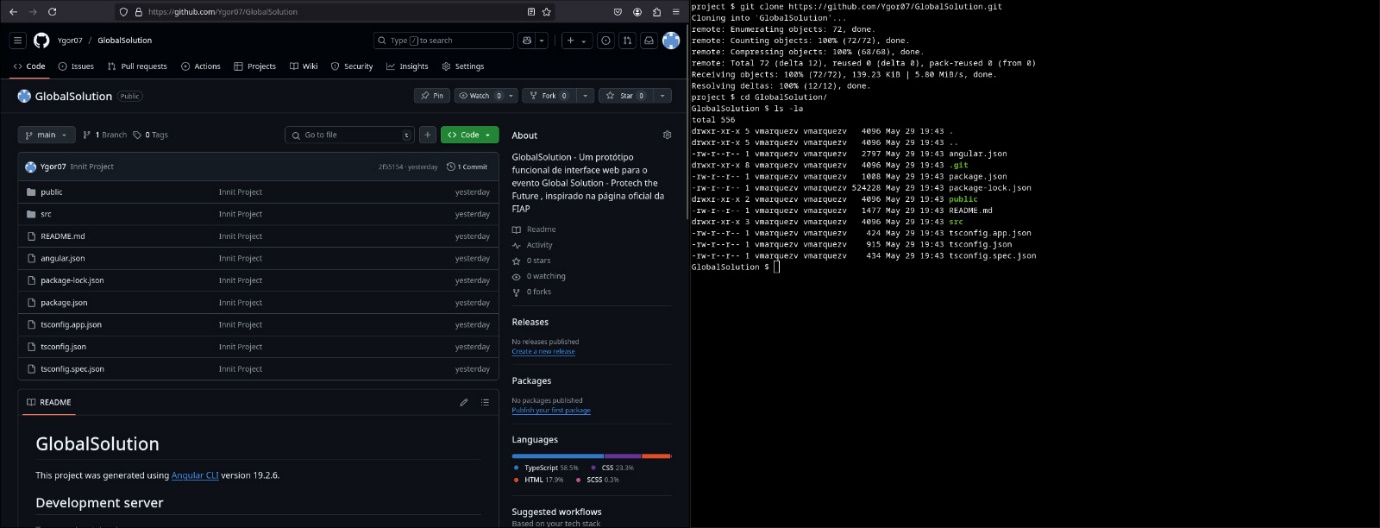 https://github.com/Ygor07/GlobalSolution
Ygor07 / GlobalSolution
Type / to search
Code Issues Pull requests Actions Projects Wiki Security Insights Settings
GlobalSolution Public
Pin Watch 0 Fork 0 Star 0
main 1 Branch 0 Tags Go to file t Code
Ygor07 Innit Project 2f55154 · yesterday 1 Commit
public Innit Project yesterday
src Innit Project yesterday
README.md Innit Project yesterday
angular.json Innit Project yesterday
package-lock.json Innit Project yesterday
package.json Innit Project yesterday
tsconfig.app.json Innit Project yesterday
tsconfig.json Innit Project yesterday
tsconfig.spec.json Innit Project yesterday
README
GlobalSolution
This project was generated using Angular CLI version 19.2.6.
Development server
About
GlobalSolution - Um protótipo
funcional de interface web para o
evento Global Solution - Protech the
Future , inspirado na página oficial da
FIAP
Readme
Activity
0 stars
0 watching
0 forks
Releases
No releases published
Create a new release
Packages
No packages published
Publish your first package
Languages
TypeScript 58.5% CSS 23.3%
HTML 17.9% SCSS 0.3%
Suggested workflows
Based on your tech stack
project $ git clone https://github.com/Ygor07/GlobalSolution.git
Cloning into 'GlobalSolution'...
remote: Enumerating objects: 72, done.
remote: Counting objects: 100% (72/72), done.
remote: Compressing objects: 100% (68/68), done.
remote: Total 72 (delta 12), reused 0 (delta 0), pack-reused 0 (from 0)
Receiving objects: 100% (72/72), 139.23 KiB | 5.80 MiB/s, done.
Resolving deltas: 100% (12/12), done.
project $ cd GlobalSolution/
GlobalSolution $ ls -la
total 556
drwxr-xr-x 5 vmarquezv vmarquezv 4096 May 29 19:43 .
drwxr-xr-x 5 vmarquezv vmarquezv 4096 May 29 19:43 ..
-rw-r--r-- 1 vmarquezv vmarquezv 2797 May 29 19:43 angular.json
drwxr-xr-x 8 vmarquezv vmarquezv 4096 May 29 19:43 .git
-rw-r--r-- 1 vmarquezv vmarquezv 1008 May 29 19:43 package.json
-rw-r--r-- 1 vmarquezv vmarquezv 524228 May 29 19:43 package-lock.json
drwxr-xr-x 2 vmarquezv vmarquezv 4096 May 29 19:43 public
-rw-r--r-- 1 vmarquezv vmarquezv 1477 May 29 19:43 README.md
drwxr-xr-x 3 vmarquezv vmarquezv 4096 May 29 19:43 src
-rw-r--r-- 1 vmarquezv vmarquezv 424 May 29 19:43 tsconfig.app.json
-rw-r--r-- 1 vmarquezv vmarquezv 915 May 29 19:43 tsconfig.json
-rw-r--r-- 1 vmarquezv vmarquezv 434 May 29 19:43 tsconfig.spec.json
GlobalSolution $